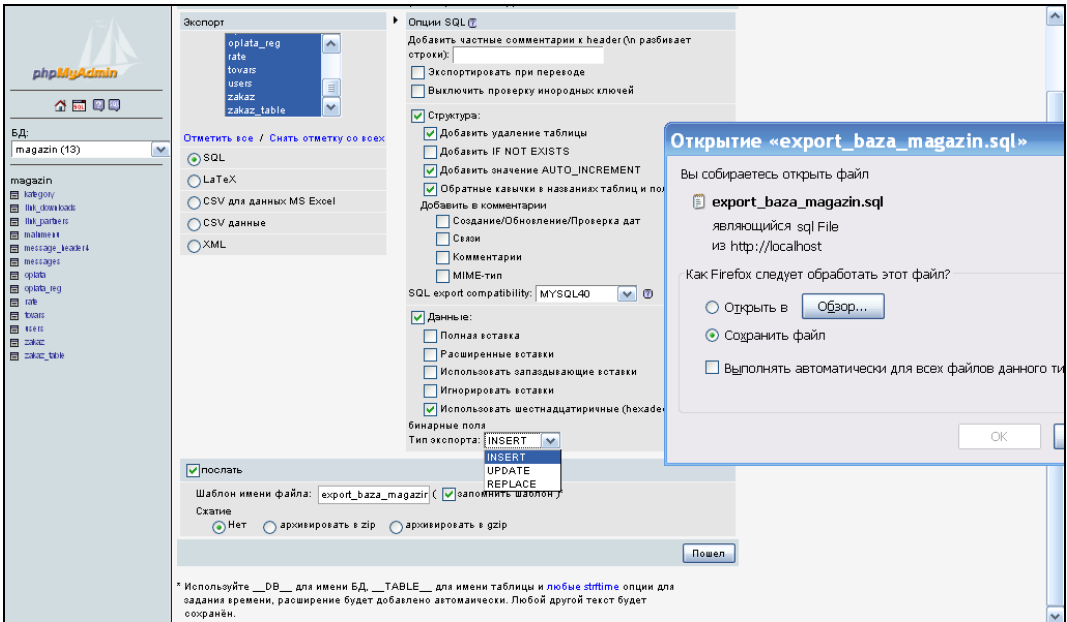 phpMyAdmin
БД:
magazin (13)
magazin
kategory
link_downloads
link_partners
message_header4
messages
oplata
oplata_reg
rate
tovars
users
zakaz
zakaz_table
Экспорт
oplata_reg
rate
tovars
users
zakaz
zakaz_table
Отметить все / Снять отметку со всех
SQL
LaTeX
CSV для данных MS Excel
CSV данные
XML
Опции SQL
Добавить частные комментарии к header (\n разбивает
строки):
Экспортировать при переводе
Выключить проверку инородных ключей
Структура:
Добавить удаление таблицы
Добавить IF NOT EXISTS
Добавить значение AUTO_INCREMENT
Обратные кавычки в названиях таблиц и пол
Добавить в комментарии
Создание/Обновление/Проверка дат
Связи
Комментарии
MIME-тип
SQL export compatibility: MYSQL40
Данные:
Полная вставка
Расширенные вставки
Использовать запаздывающие вставки
Игнорировать вставки
Использовать шестнадцатиричные (hexade
бинарные поля
Тип экспорта: INSERT
INSERT
UPDATE
REPLACE
послать
Шаблон имени файла: export_baza_magazir ( запомнить шаблон )*
Сжатие
Нет архивировать в zip архивировать в gzip
Пошел
* Используйте __DB__ для имени БД, __TABLE__ для имени таблицы и любые strftime опции для
задания времени, расширение будет добавлено автомаически. Любой другой текст будет
сохранён.
Открытие «export_baza_magazin.sql»
Вы собираетесь открыть файл
export_baza_magazin.sql
являющийся sql File
из http://localhost
Как Firefox следует обработать этот файл?
Открыть в Обзор...
Сохранить файл
Выполнять автоматически для всех файлов данного ти
OK